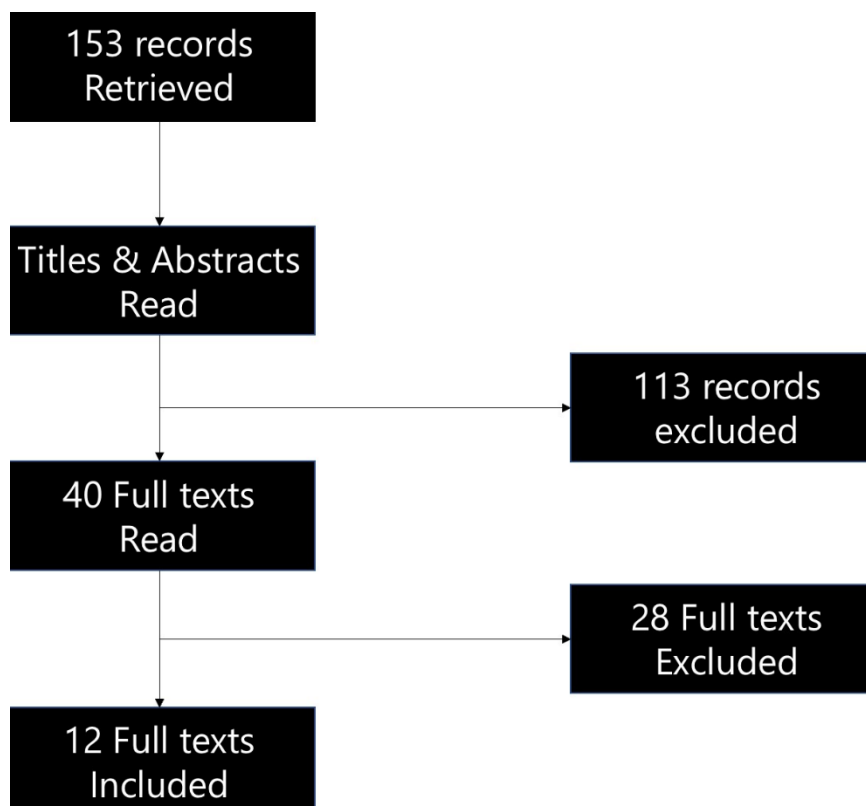 153 records
Retrieved
Titles & Abstracts
Read
113 records
excluded
40 Full texts
Read
28 Full texts
Excluded
12 Full texts
Included